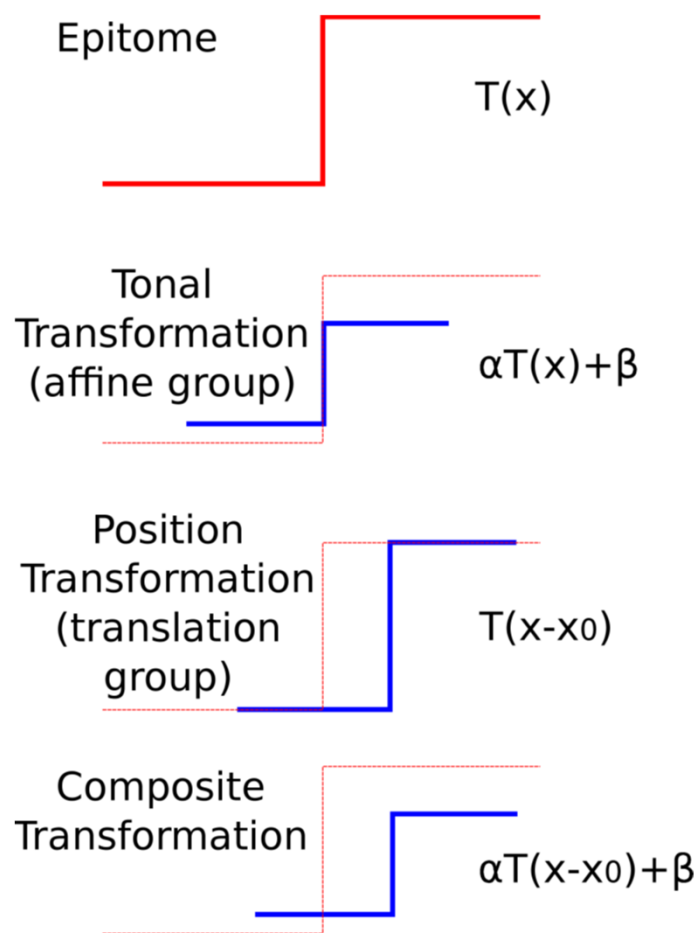 Epitome
T(x)
Tonal
Transformation
(affine group)
αT(x)+β
Position
Transformation
(translation
group)
T(x-x0)
Composite
Transformation
αT(x-x0)+β